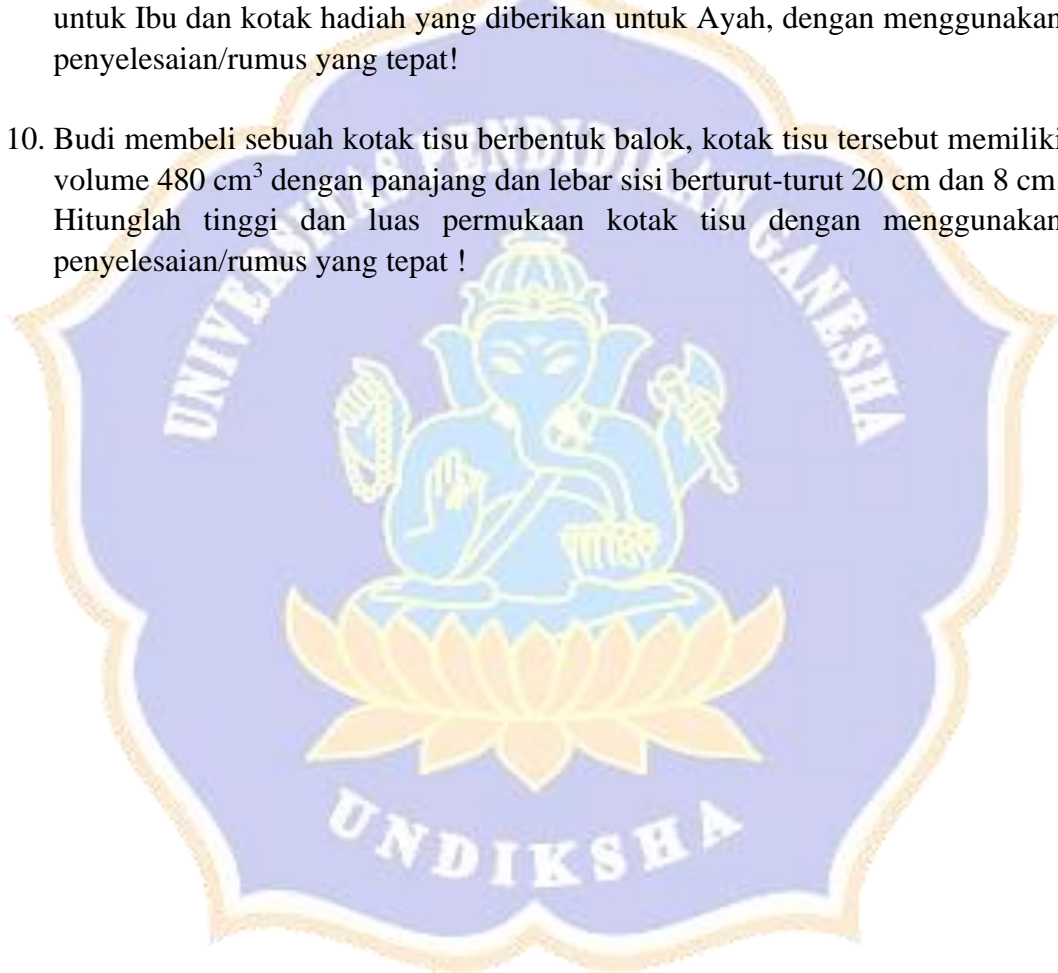 untuk Ibu dan kotak hadiah yang diberikan untuk Ayah, dengan menggunakan
penyelesaian/rumus yang tepat!
10. Budi membeli sebuah kotak tisu berbentuk balok, kotak tisu tersebut memiliki
volume 480 cm³ dengan panajang dan lebar sisi berturut-turut 20 cm dan 8 cm.
Hitunglah tinggi dan luas permukaan kotak tisu dengan menggunakan
penyelesaian/rumus yang tepat !
UNIVERSITAS PENDIDIKAN GANESHA
UNDIKSHA